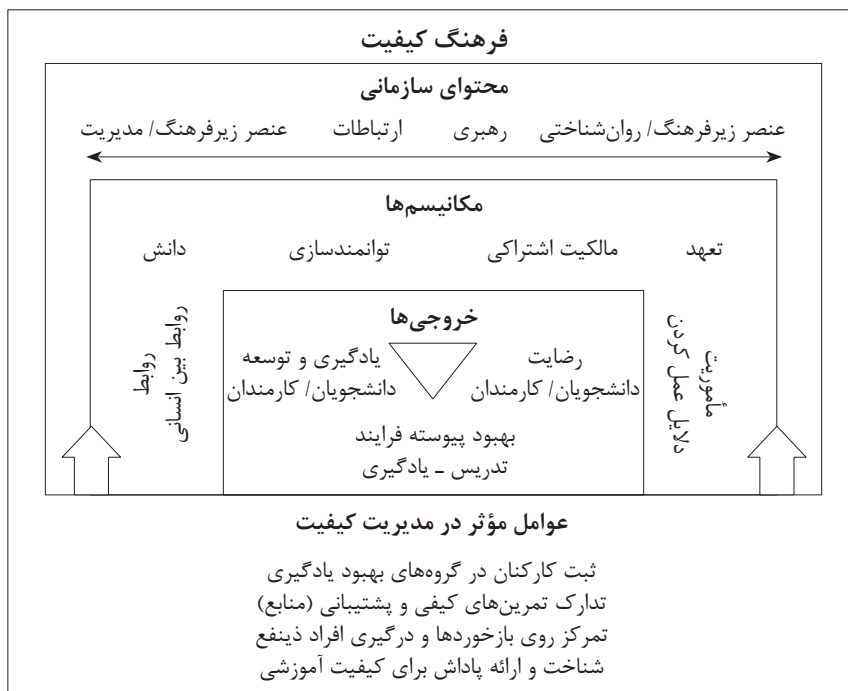 فرهنگ کیفیت
محتوای سازمانی
عنصر زیرفرهنگ/ روان‌شناختی رهبری ارتباطات عنصر زیرفرهنگ/ مدیریت
مکانیسم‌ها
تعهد مالکیت اشتراکی توانمندسازی دانش
مأموریت
دلایل عمل کردن
خروجی‌ها
رضایت
دانشجویان/ کارمندان
یادگیری و توسعه
دانشجویان/ کارمندان
بهبود پیوسته فرایند
تدریس ـ یادگیری
روابط بین انسانی
روابط
عوامل مؤثر در مدیریت کیفیت
ثبت کارکنان در گروه‌های بهبود یادگیری
تدارک تمرین‌های کیفی و پشتیبانی (منابع)
تمرکز روی بازخوردها و درگیری افراد ذینفع
شناخت و ارائه پاداش برای کیفیت آموزشی